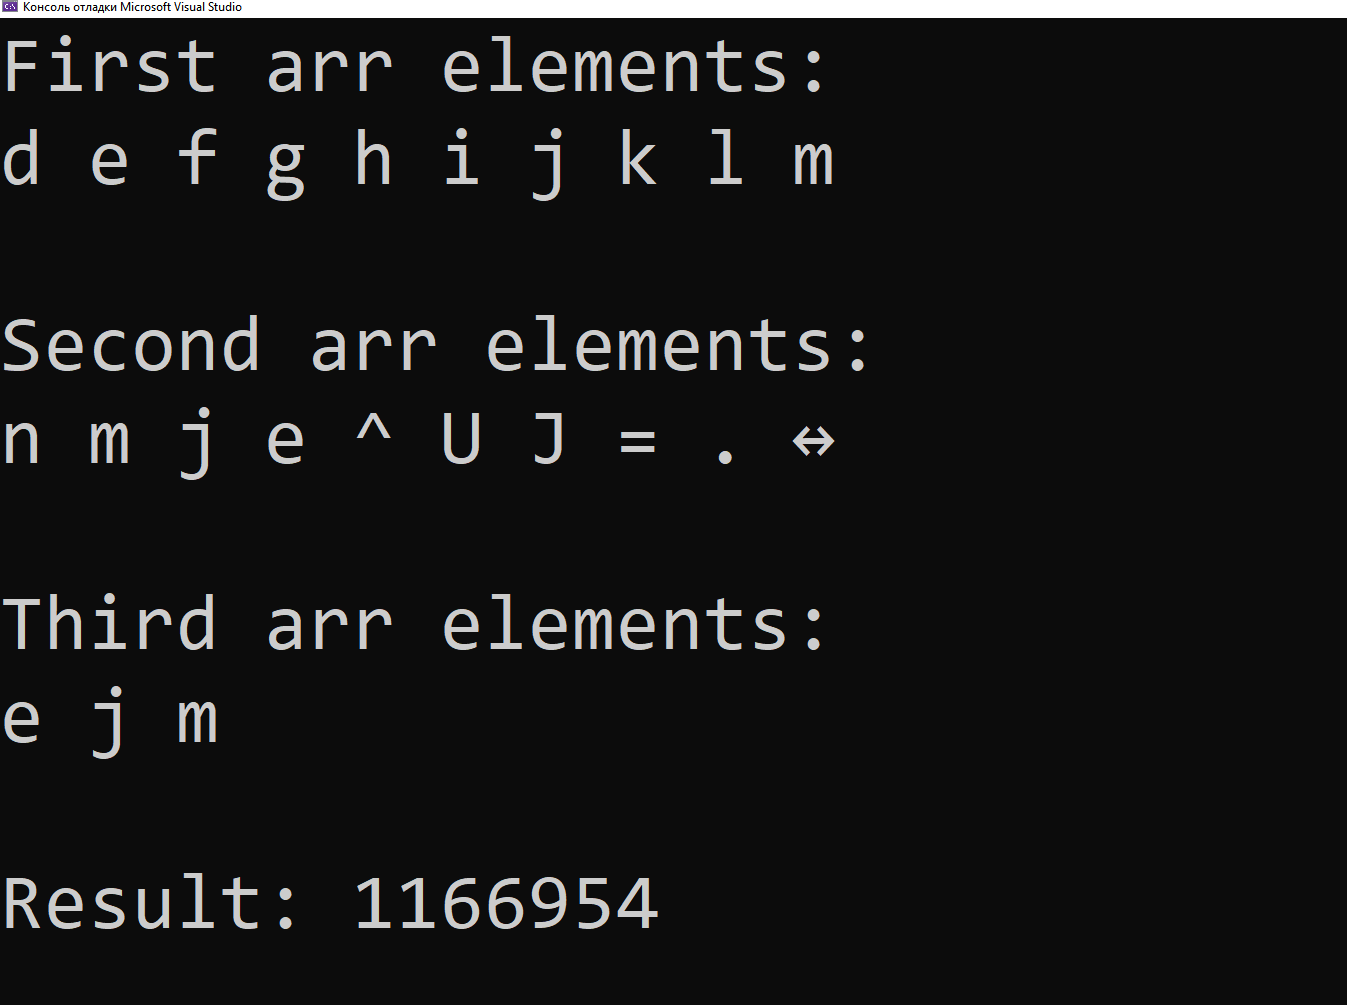 Консоль отладки Microsoft Visual Studio
First arr elements:
d e f g h i j k l m
Second arr elements:
n m j e ^ U J = . ↔
Third arr elements:
e j m
Result: 1166954